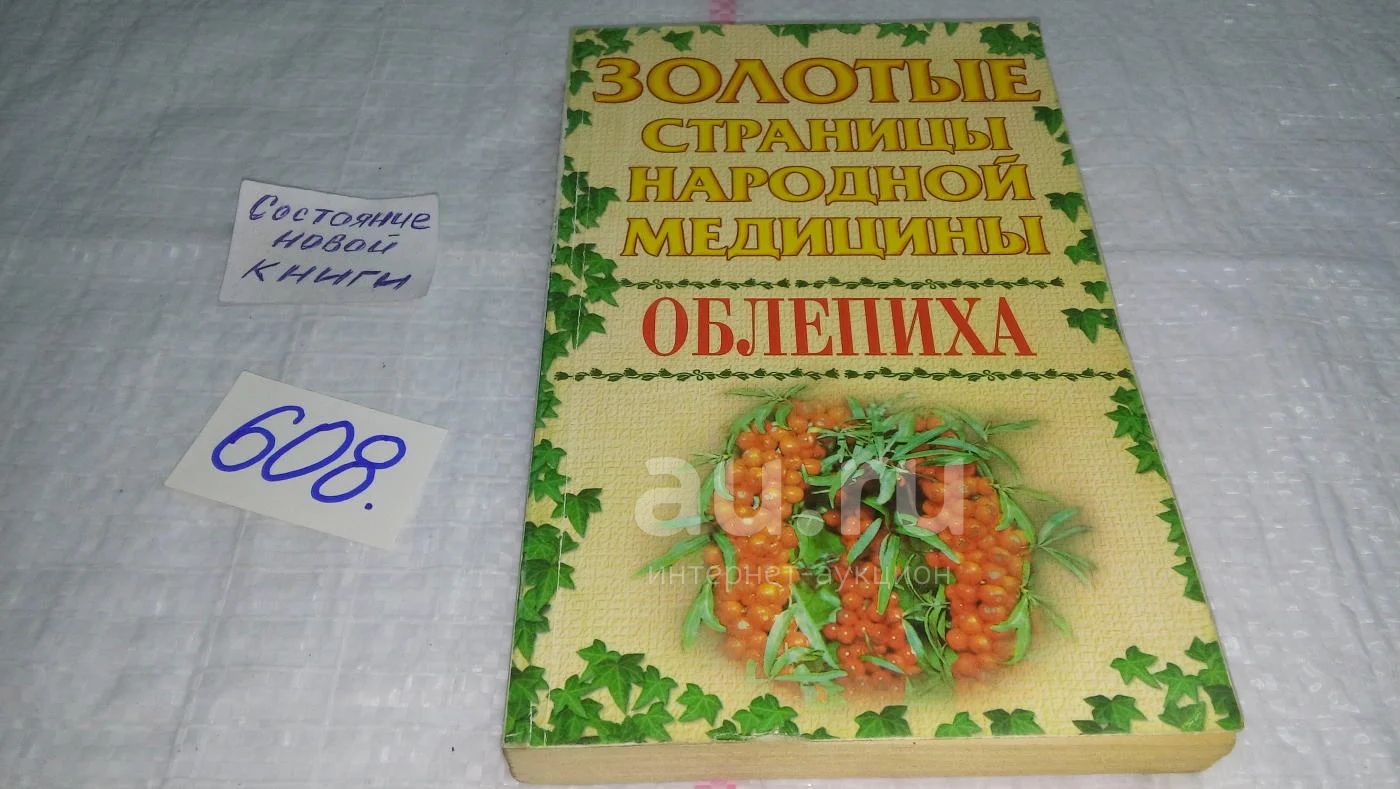 ЗОЛОТЫЕ
СТРАНИЦЫ
НАРОДНОЙ
МЕДИЦИНЫ
ОБЛЕПИХА
Состояние
новой
книги
608.
au.ru
интернет-аукцион